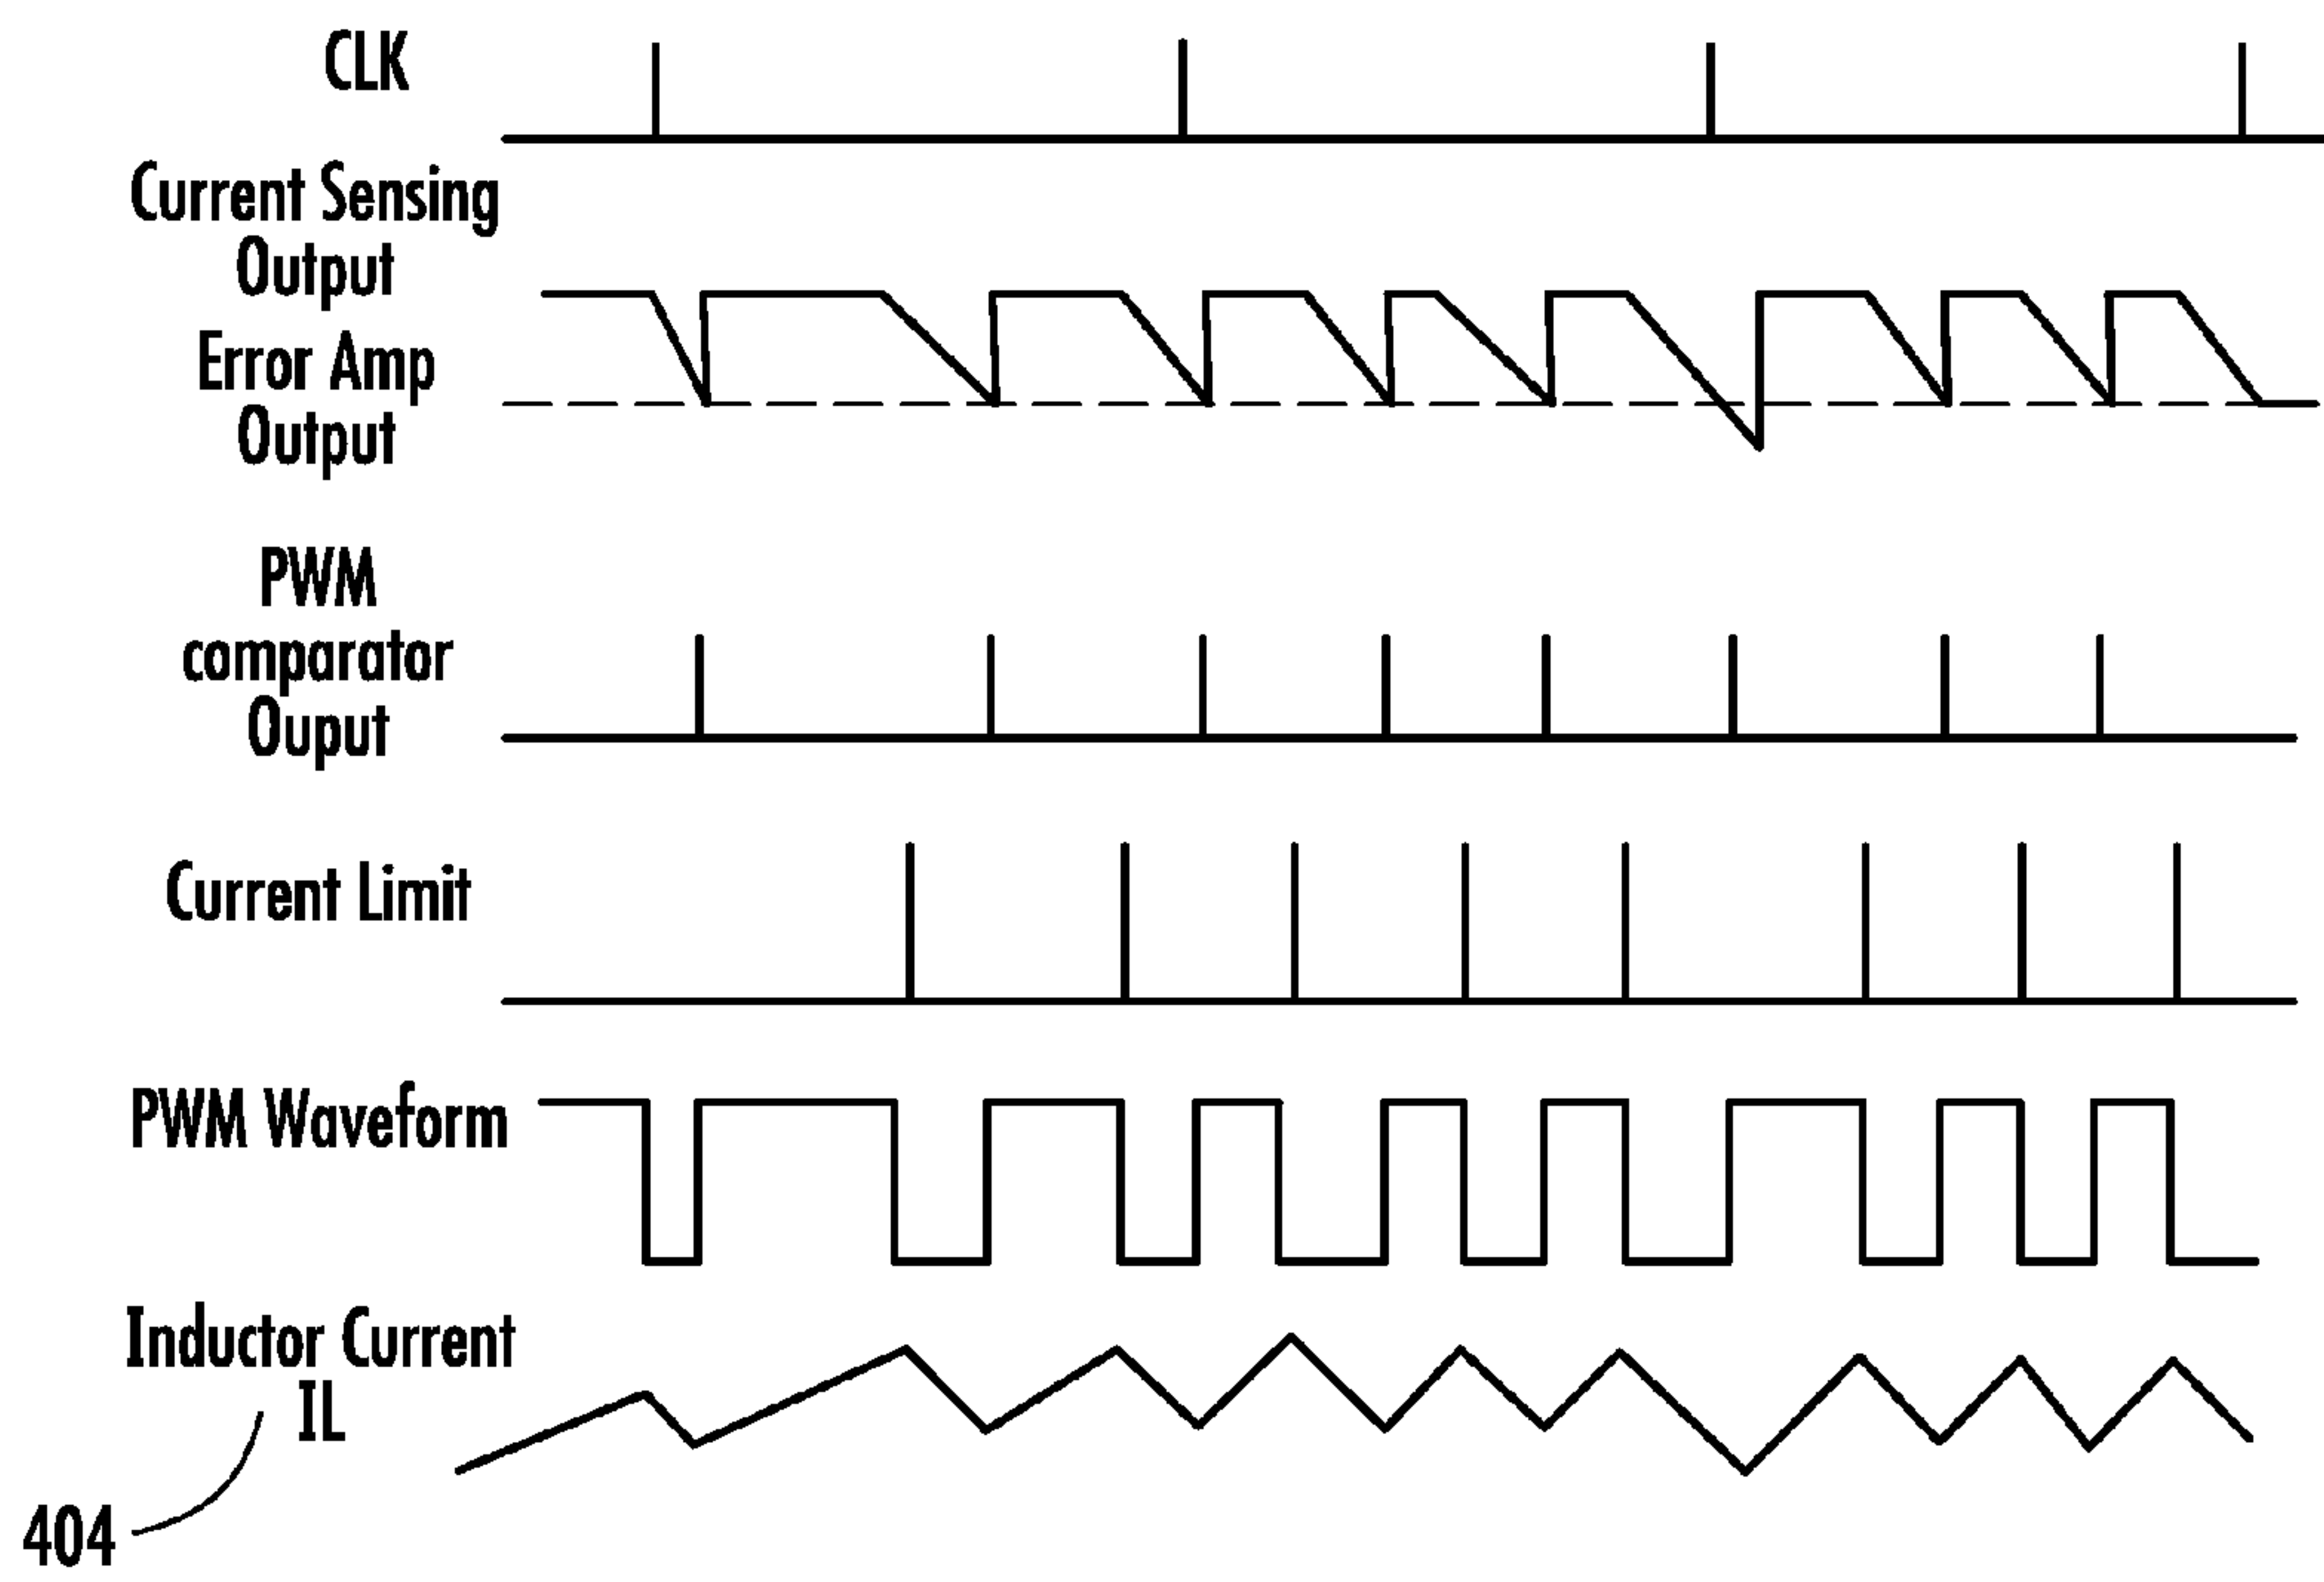 CLK
Current Sensing
Output
Error Amp
Output
PWM
comparator
Ouput
Current Limit
PWM Waveform
Inductor Current
IL
404